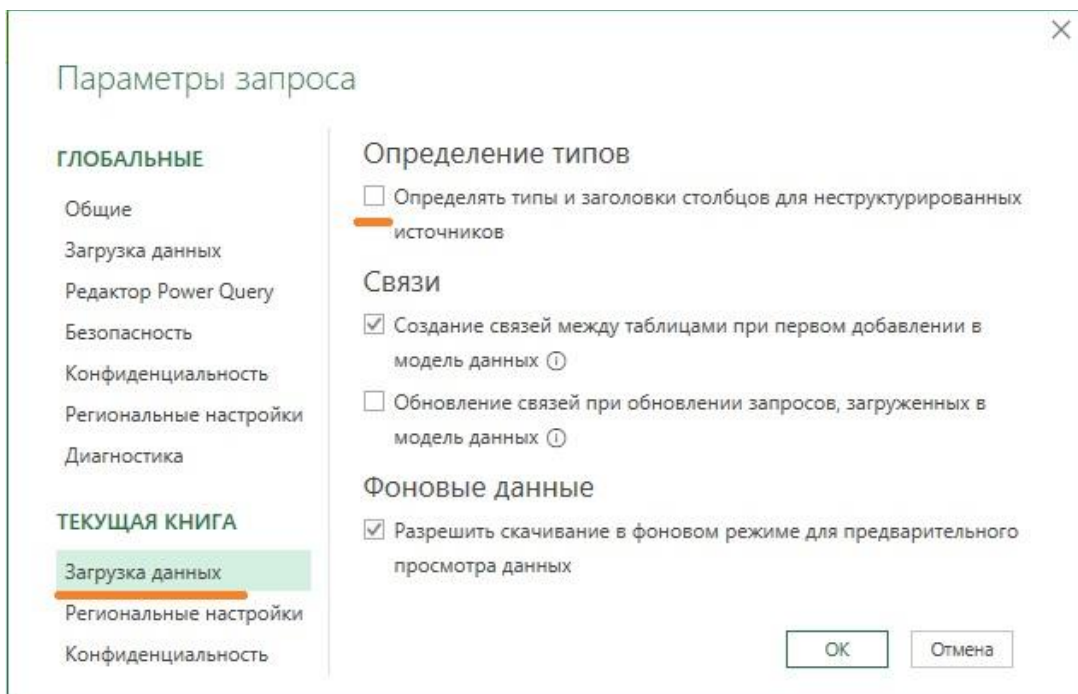 Параметры запроса
ГЛОБАЛЬНЫЕ
Общие
Загрузка данных
Редактор Power Query
Безопасность
Конфиденциальность
Региональные настройки
Диагностика
ТЕКУЩАЯ КНИГА
Загрузка данных
Региональные настройки
Конфиденциальность
Определение типов
Определять типы и заголовки столбцов для неструктурированных
источников
Связи
Создание связей между таблицами при первом добавлении в
модель данных
Обновление связей при обновлении запросов, загруженных в
модель данных
Фоновые данные
Разрешить скачивание в фоновом режиме для предварительного
просмотра данных
ОК
Отмена